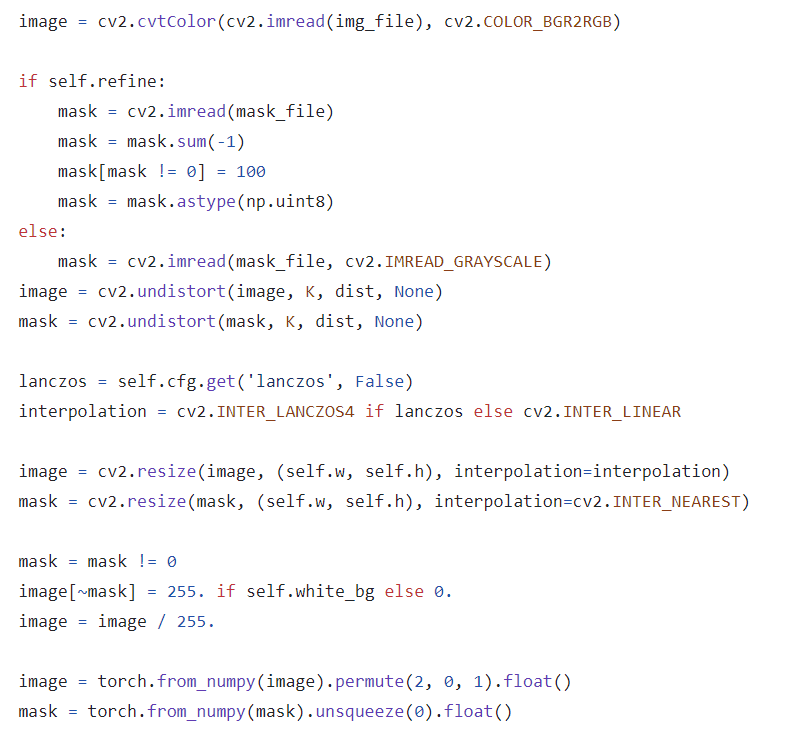 image = cv2.cvtColor(cv2.imread(img_file), cv2.COLOR_BGR2RGB)

if self.refine:
    mask = cv2.imread(mask_file)
    mask = mask.sum(-1)
    mask[mask != 0] = 100
    mask = mask.astype(np.uint8)
else:
    mask = cv2.imread(mask_file, cv2.IMREAD_GRAYSCALE)
image = cv2.undistort(image, K, dist, None)
mask = cv2.undistort(mask, K, dist, None)

lanczos = self.cfg.get('lanczos', False)
interpolation = cv2.INTER_LANCZOS4 if lanczos else cv2.INTER_LINEAR

image = cv2.resize(image, (self.w, self.h), interpolation=interpolation)
mask = cv2.resize(mask, (self.w, self.h), interpolation=cv2.INTER_NEAREST)

mask = mask != 0
image[~mask] = 255. if self.white_bg else 0.
image = image / 255.

image = torch.from_numpy(image).permute(2, 0, 1).float()
mask = torch.from_numpy(mask).unsqueeze(0).float()